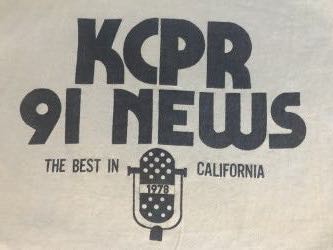 KCPR
91 NEWS
THE BEST IN CALIFORNIA
1978